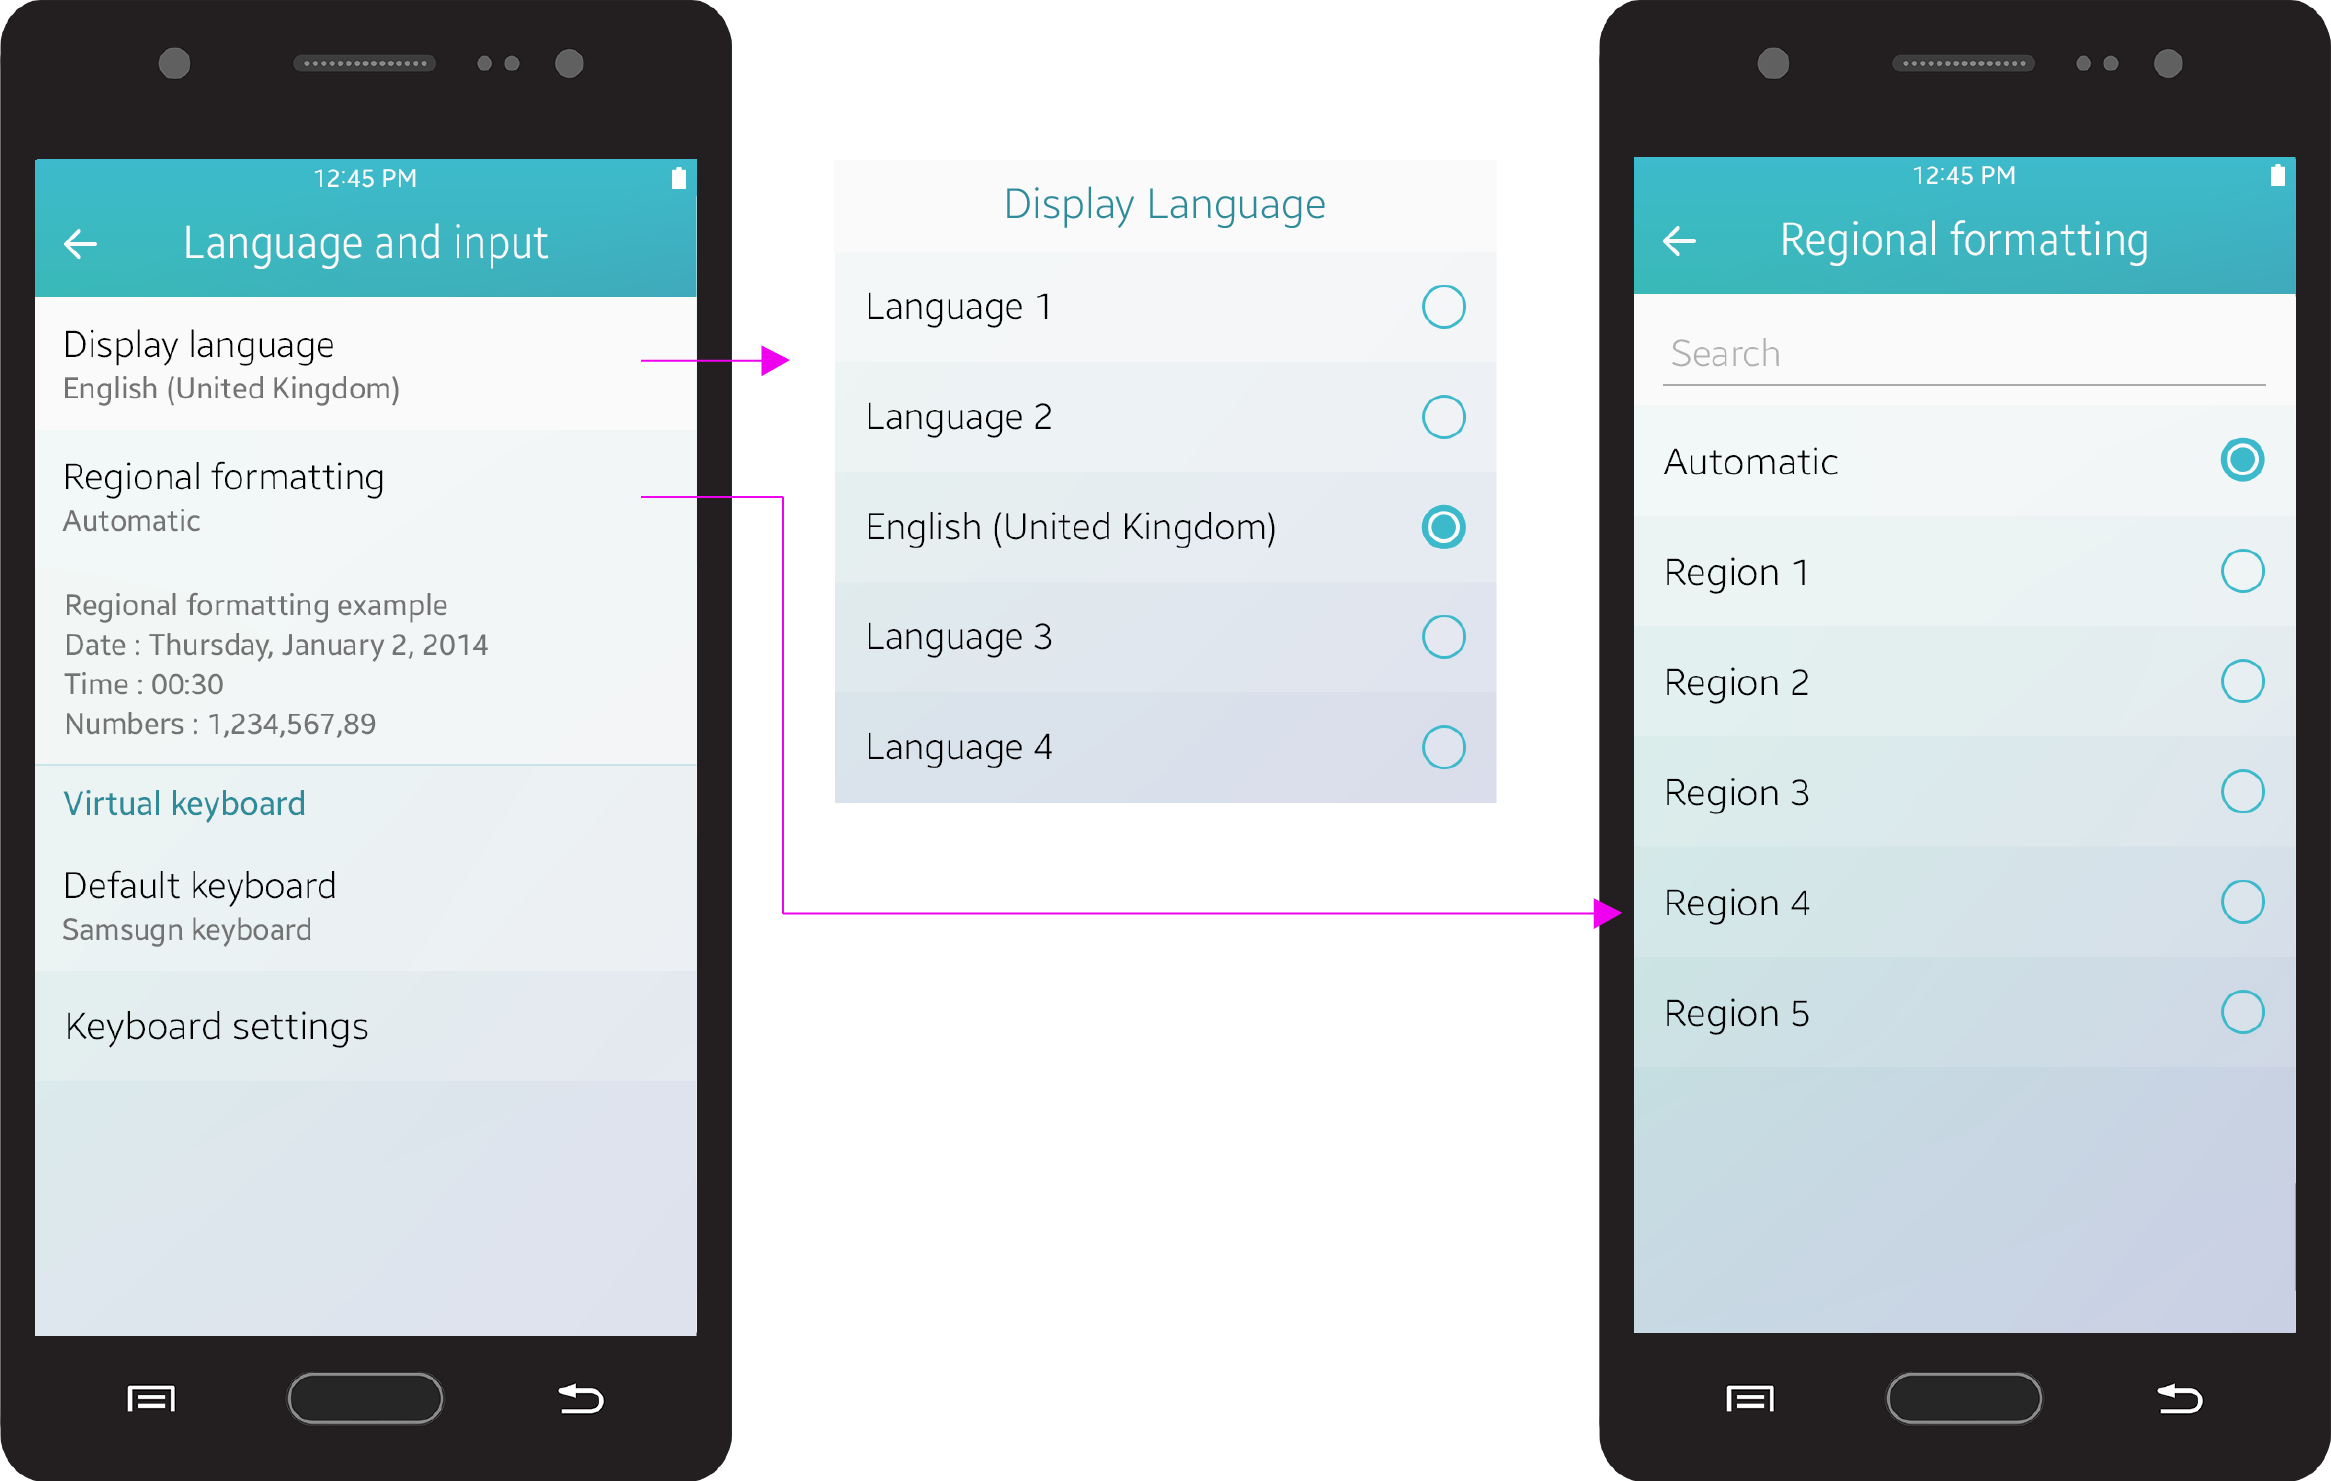 12:45 PM
Language and input
Display language
English (United Kingdom)
Regional formatting
Automatic
Regional formatting example
Date : Thursday, January 2, 2014
Time : 00:30
Numbers : 1,234,567,89
Virtual keyboard
Default keyboard
Samsugn keyboard
Keyboard settings
Display Language
Language 1
Language 2
English (United Kingdom)
Language 3
Language 4
12:45 PM
Regional formatting
Search
Automatic
Region 1
Region 2
Region 3
Region 4
Region 5